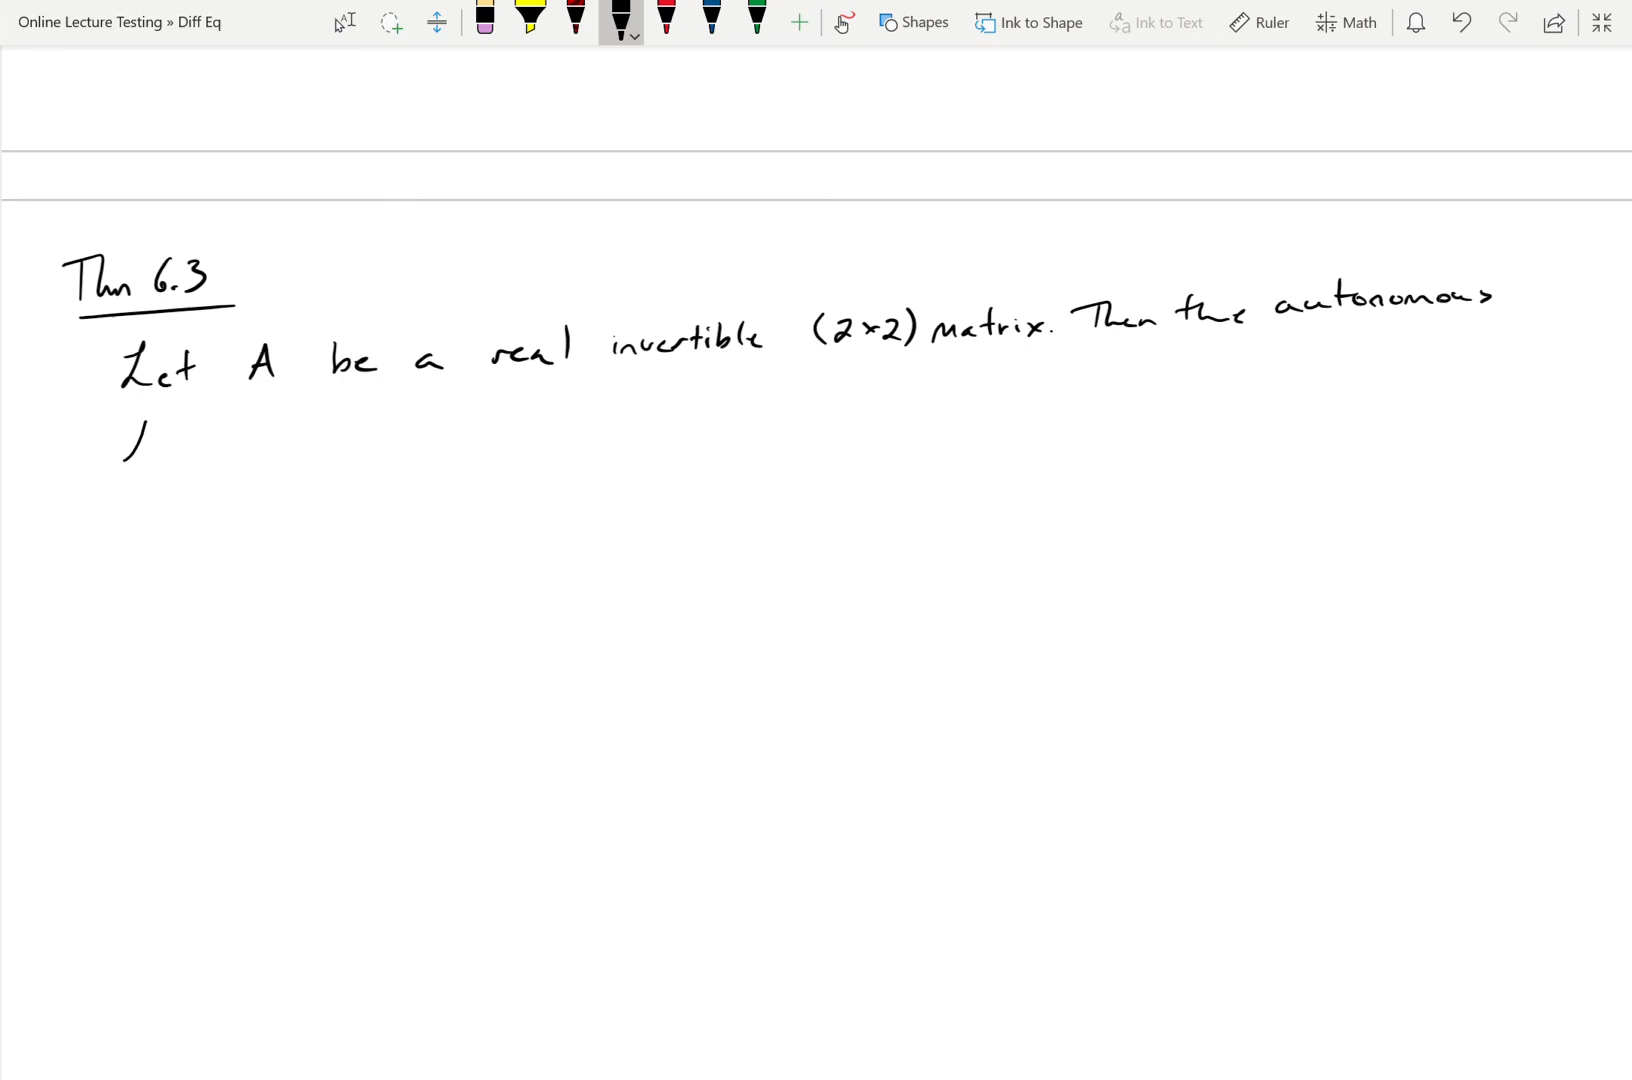 Online Lecture Testing » Diff Eq Shapes Ink to Shape Ink to Text Ruler Math
Thm 6.3
Let A be a real invertible (2×2) matrix. Then the autonomous